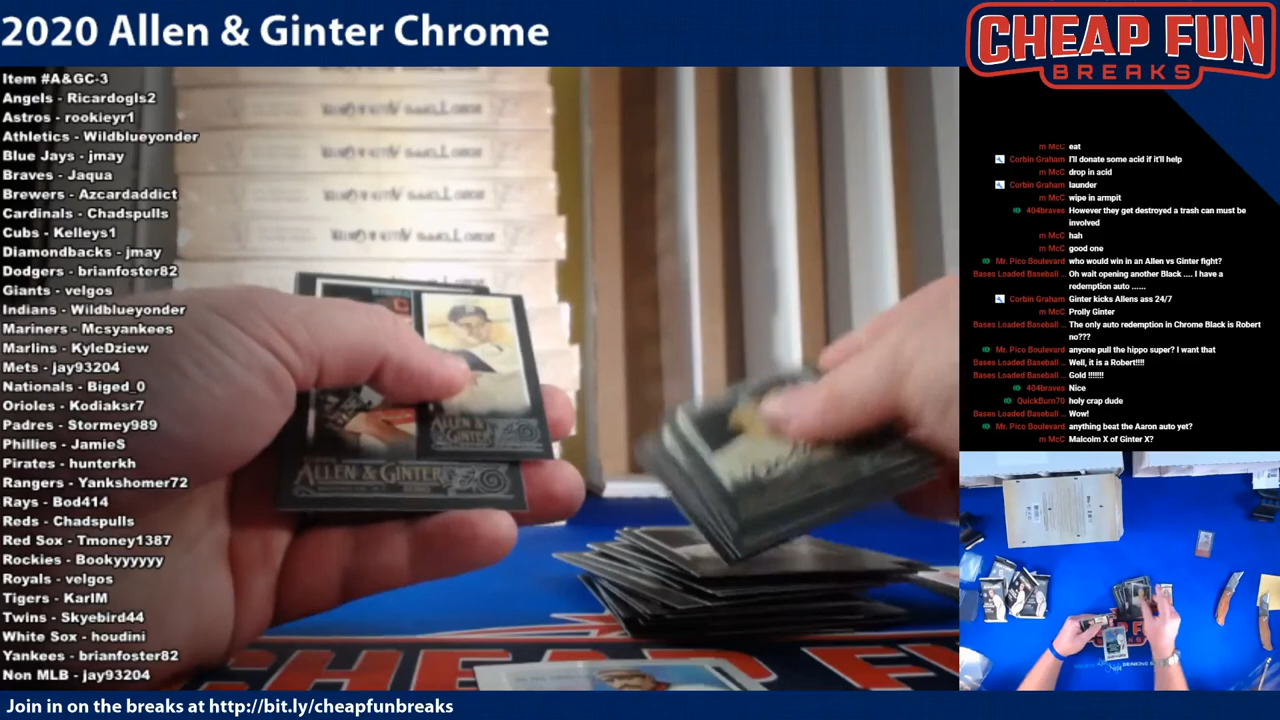 2020 Allen & Ginter Chrome
CHEAP FUN
BREAKS
Item #A&GC-3
Angels - Ricardogls2
Astros - rookieyr1
Athletics - Wildblueyonder
Blue Jays - jmay
Braves - Jaqua
Brewers - Azcardaddict
Cardinals - Chadspulls
Cubs - Kelleys1
Diamondbacks - jmay
Dodgers - brianfoster82
Giants - velgos
Indians - Wildblueyonder
Mariners - Mcsyankees
Marlins - KyleDziew
Mets - jay93204
Nationals - Biged_0
Orioles - Kodiaksr7
Padres - Stormey989
Phillies - JamieS
Pirates - hunterkh
Rangers - Yankshomer72
Rays - Bod414
Reds - Chadspulls
Red Sox - Tmoney1387
Rockies - Bookyyyyyy
Royals - velgos
Tigers - KarlM
Twins - Skyebird44
White Sox - houdini
Yankees - brianfoster82
Non MLB - jay93204
ALLEN & GINTER
ALLEN &
GINTER
CHEAP FUN
m McC eat
Corbin Graham I'll donate some acid if it'll help
m McC drop in acid
Corbin Graham launder
m McC wipe in armpit
404braves However they get destroyed a trash can must be
involved
m McC hah
m McC good one
Mr. Pico Boulevard who would win in an Allen vs Ginter fight?
Bases Loaded Baseball ... Oh wait opening another Black .... I have a
redemption auto ......
Corbin Graham Ginter kicks Allens ass 24/7
m McC Prolly Ginter
Bases Loaded Baseball ... The only auto redemption in Chrome Black is Robert
no???
Mr. Pico Boulevard anyone pull the hippo super? I want that
Bases Loaded Baseball ... Well, it is a Robert!!!!
Bases Loaded Baseball ... Gold !!!!!!!
404braves Nice
QuickBurn70 holy crap dude
Bases Loaded Baseball ... Wow!
Mr. Pico Boulevard anything beat the Aaron auto yet?
m McC Malcolm X of Ginter X?
Join in on the breaks at http://bit.ly/cheapfunbreaks